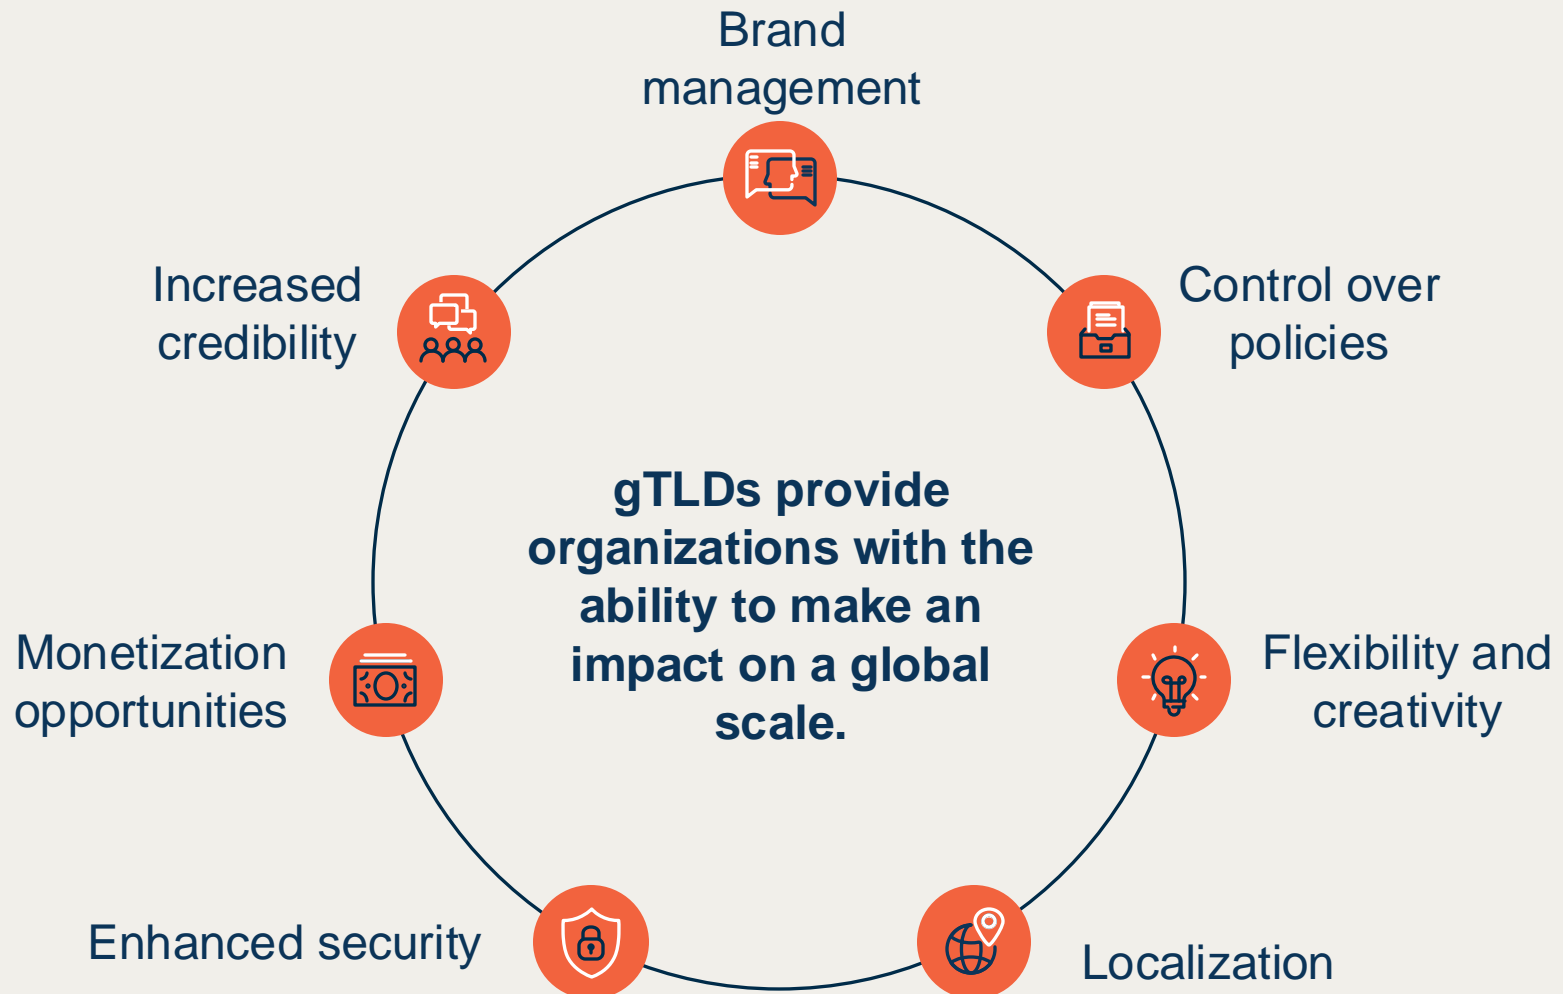 Brand
management
Increased
credibility
Control over
policies
gTLDs provide
organizations with the
ability to make an
impact on a global
scale.
Monetization
opportunities
Flexibility and
creativity
Enhanced security
Localization